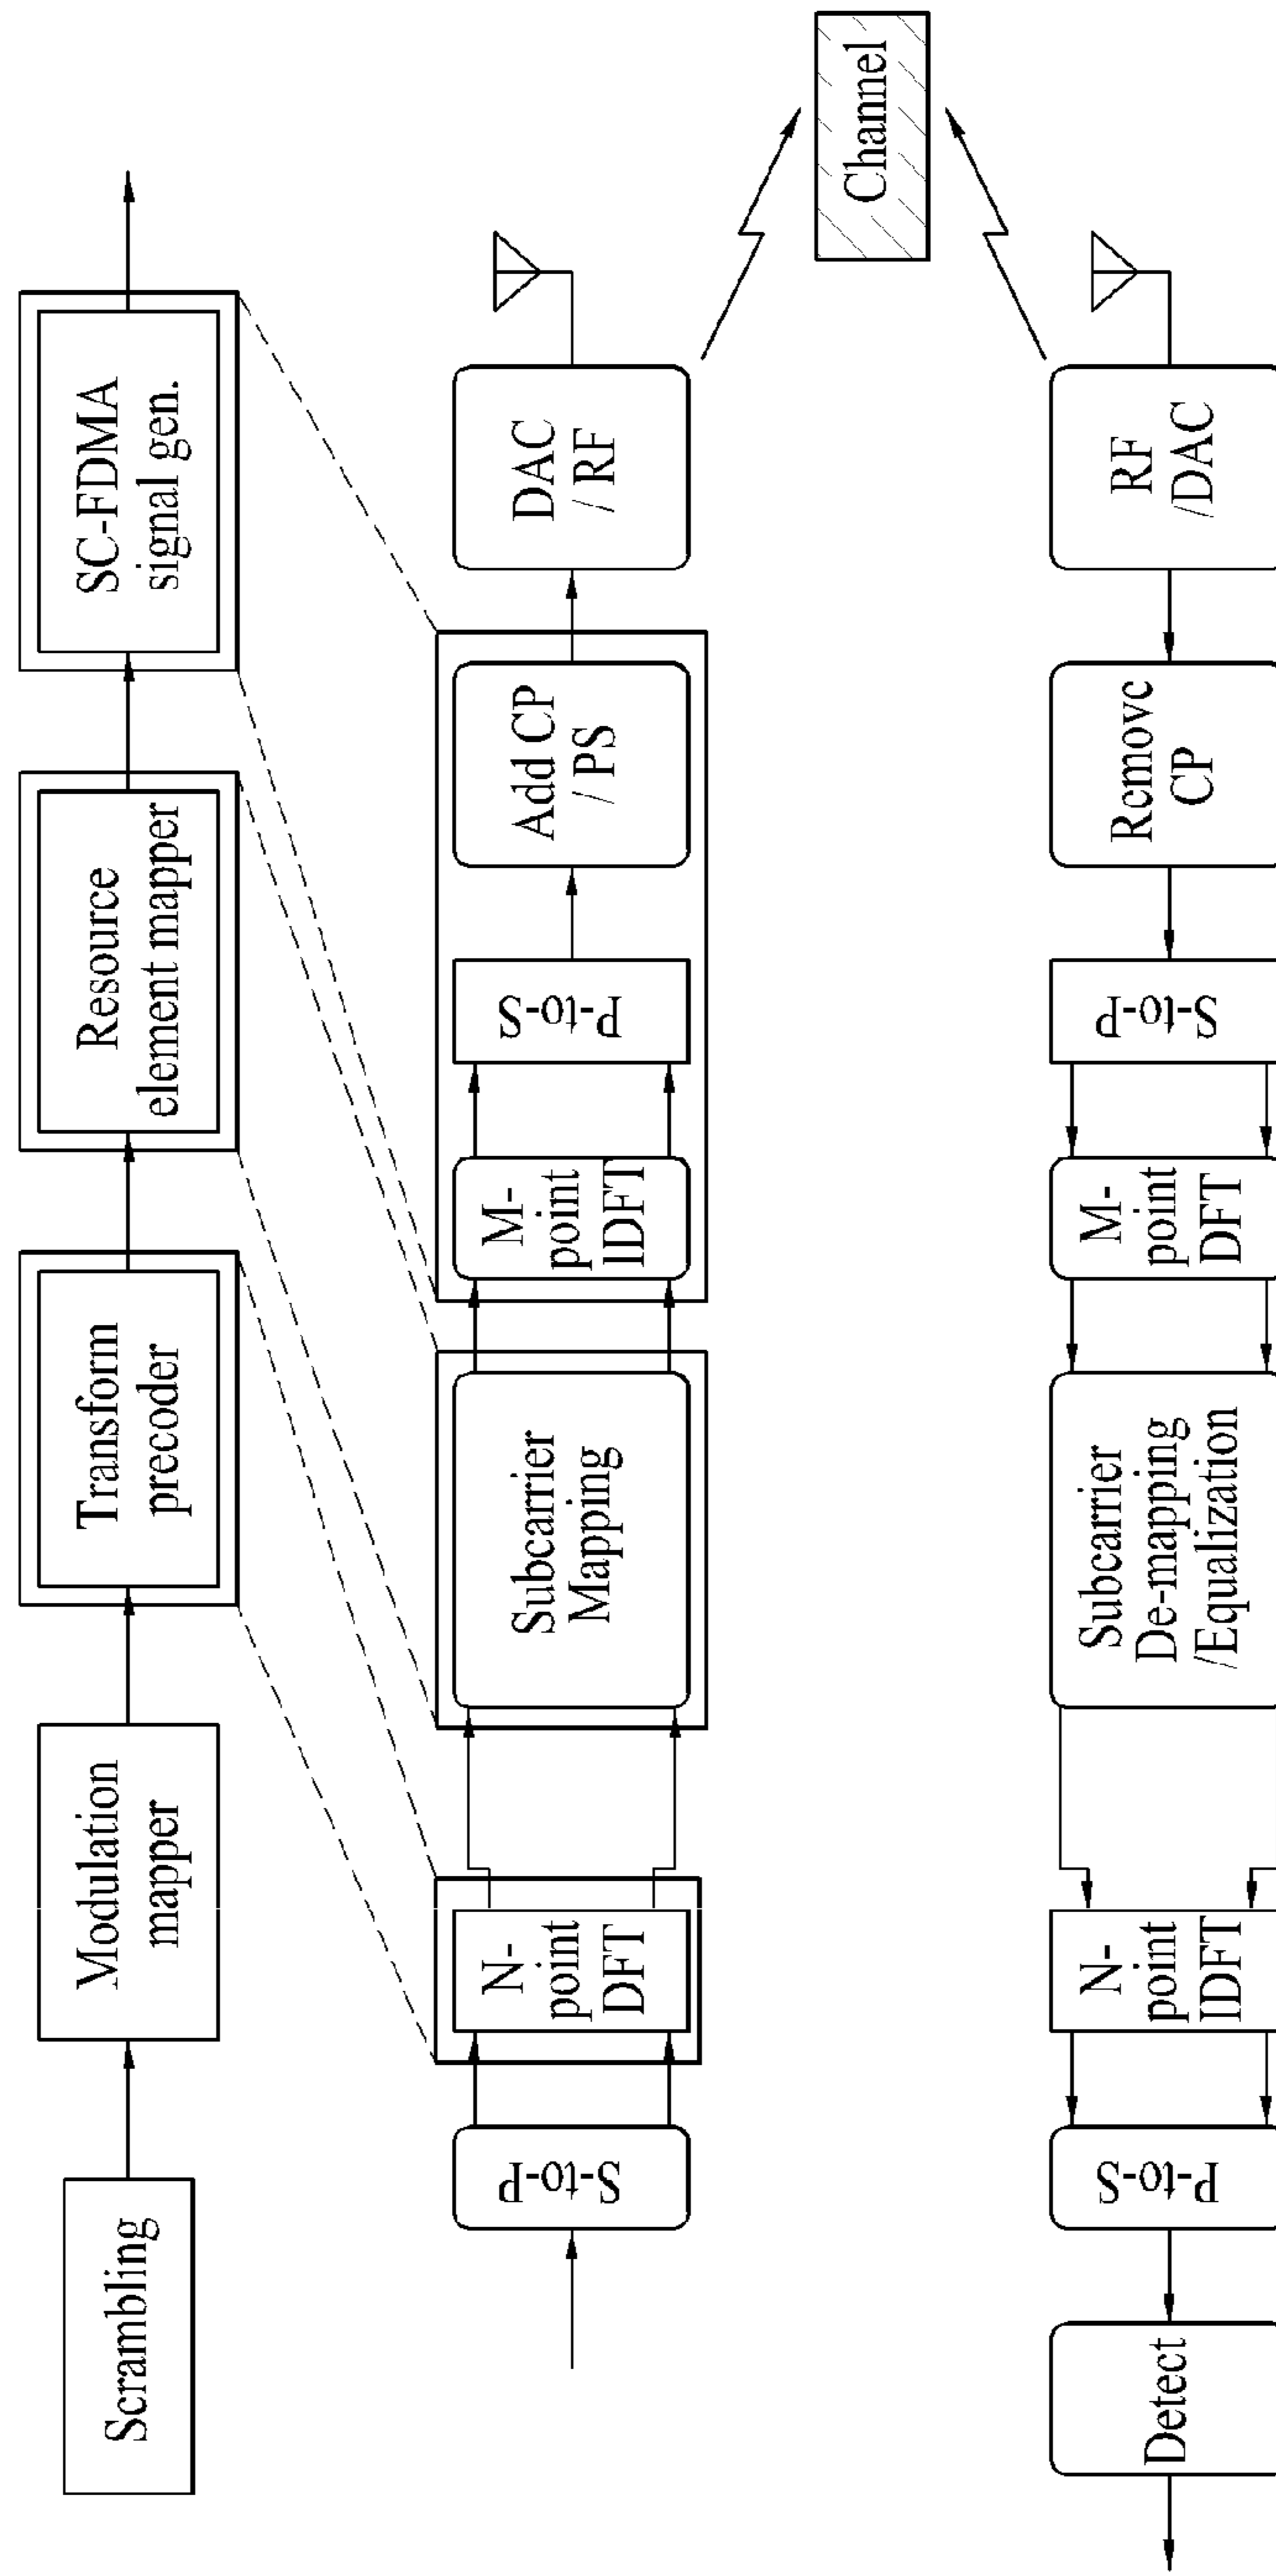 Scrambling
Modulation
mapper
Transform
precoder
Resource
element mapper
SC-FDMA
signal gen.
S-to-P
N-
point
DFT
Subcarrier
Mapping
M-
point
IDFT
P-to-S
Add CP
/ PS
DAC
/ RF
Channel
Detect
P-to-S
N-
point
IDFT
Subcarrier
De-mapping
/Equalization
M-
point
DFT
S-to-P
Remove
CP
RF
/DAC